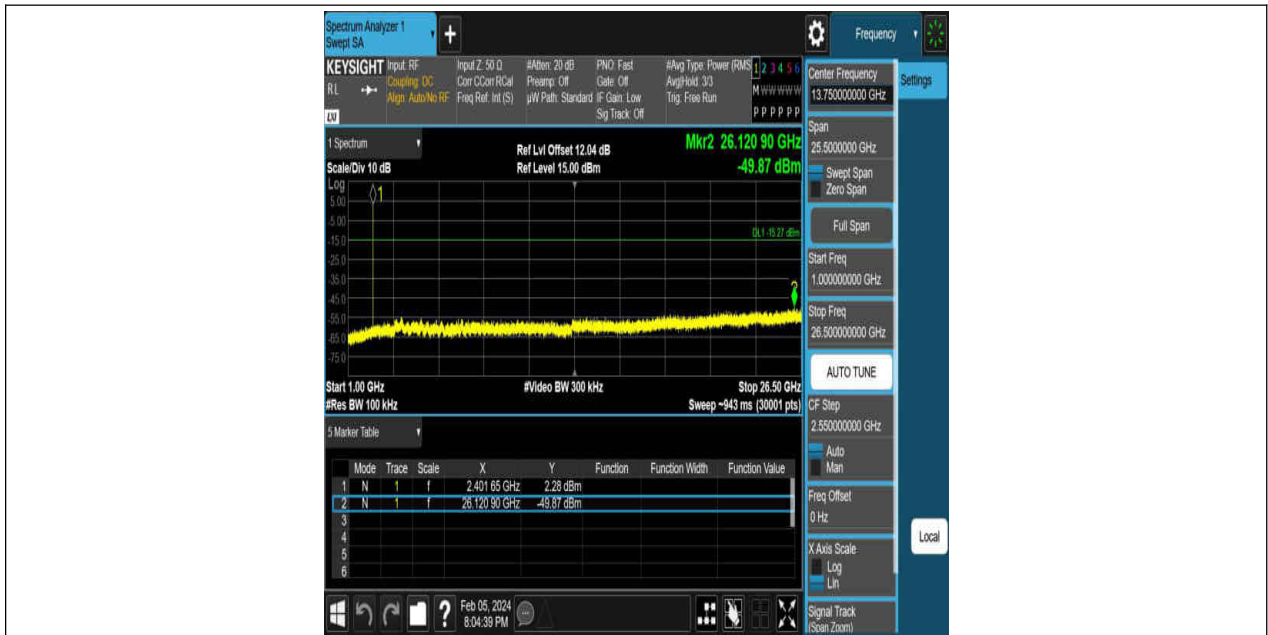 Spectrum Analyzer 1
Swept SA
+
Frequency
KEYSIGHT
RL
LXI
Input: RF
Coupling: DC
Align: Auto/No RF
Input Z: 50 Ω
Corr CCorr RCal
Freq Ref: Int (S)
#Atten: 20 dB
Preamp: Off
µW Path: Standard
PNO: Fast
Gate: Off
IF Gain: Low
Sig Track: Off
#Avg Type: Power (RMS
Avg|Hold: 3/3
Trig: Free Run
1 2 3 4 5 6
M W W W W W
P P P P P P
1 Spectrum
Scale/Div 10 dB
Ref Lvl Offset 12.04 dB
Ref Level 15.00 dBm
Mkr2 26.120 90 GHz
-49.87 dBm
Log
5.00
-5.00
-15.0
-25.0
-35.0
-45.0
-55.0
-65.0
-75.0
1
DL1 -15.27 dBm
2
Start 1.00 GHz
#Res BW 100 kHz
#Video BW 300 kHz
Stop 26.50 GHz
Sweep ~943 ms (30001 pts)
5 Marker Table
Mode Trace Scale X Y Function Function Width Function Value
1 N 1 f 2.401 65 GHz 2.28 dBm
2 N 1 f 26.120 90 GHz -49.87 dBm
3
4
5
6
?
Feb 05, 2024
8:04:39 PM
Center Frequency
13.750000000 GHz
Settings
Span
25.5000000 GHz
Swept Span
Zero Span
Full Span
Start Freq
1.000000000 GHz
Stop Freq
26.500000000 GHz
AUTO TUNE
CF Step
2.550000000 GHz
Auto
Man
Freq Offset
0 Hz
Local
X Axis Scale
Log
Lin
Signal Track
(Span Zoom)